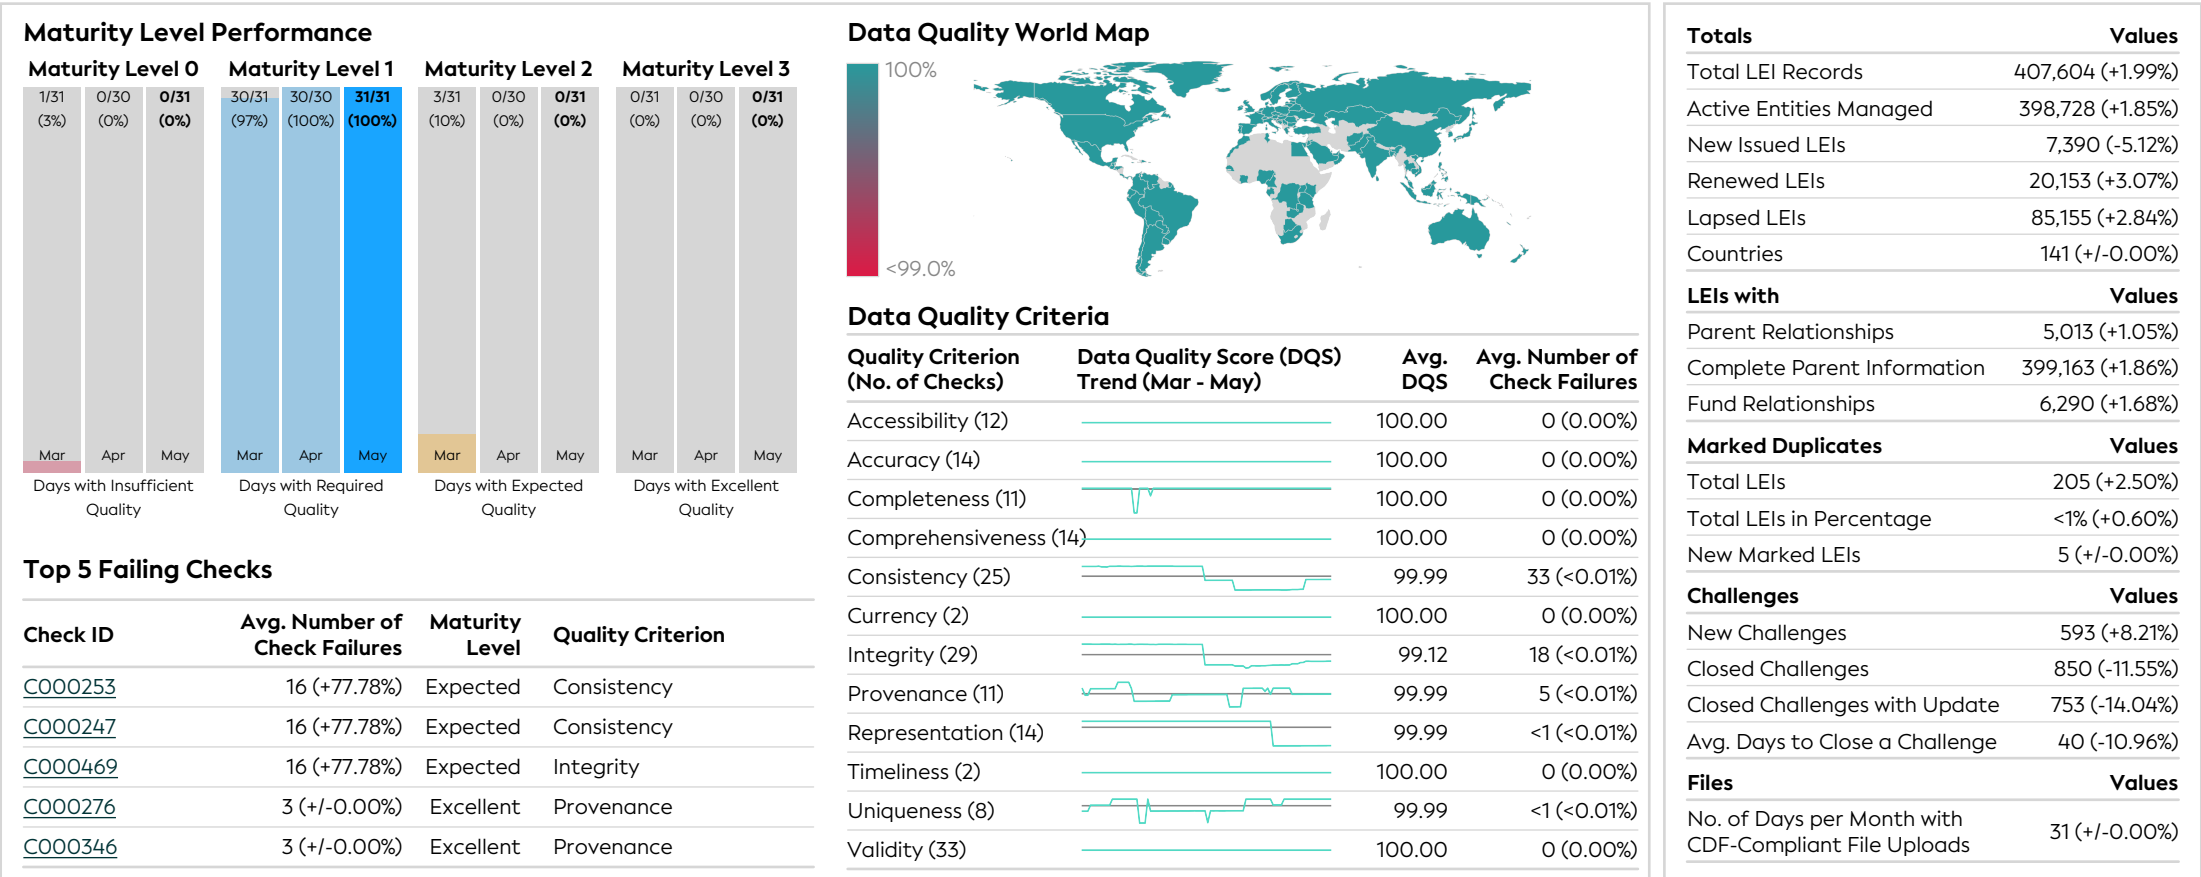 Maturity Level Performance
Maturity Level 0
1/31 0/30 0/31
(3%) (0%) (0%)
Mar Apr May
Days with Insufficient
Quality
Maturity Level 1
30/31 30/30 31/31
(97%) (100%) (100%)
Mar Apr May
Days with Required
Quality
Maturity Level 2
3/31 0/30 0/31
(10%) (0%) (0%)
Mar Apr May
Days with Expected
Quality
Maturity Level 3
0/31 0/30 0/31
(0%) (0%) (0%)
Mar Apr May
Days with Excellent
Quality
Top 5 Failing Checks
Check ID Avg. Number of Check Failures Maturity Level Quality Criterion
C000253 16 (+77.78%) Expected Consistency
C000247 16 (+77.78%) Expected Consistency
C000469 16 (+77.78%) Expected Integrity
C000276 3 (+/-0.00%) Excellent Provenance
C000346 3 (+/-0.00%) Excellent Provenance
Data Quality World Map
100%
<99.0%
Data Quality Criteria
Quality Criterion Data Quality Score (DQS) Avg. Avg. Number of
(No. of Checks) Trend (Mar - May) DQS Check Failures
Accessibility (12) 100.00 0 (0.00%)
Accuracy (14) 100.00 0 (0.00%)
Completeness (11) 100.00 0 (0.00%)
Comprehensiveness (14) 100.00 0 (0.00%)
Consistency (25) 99.99 33 (<0.01%)
Currency (2) 100.00 0 (0.00%)
Integrity (29) 99.12 18 (<0.01%)
Provenance (11) 99.99 5 (<0.01%)
Representation (14) 99.99 <1 (<0.01%)
Timeliness (2) 100.00 0 (0.00%)
Uniqueness (8) 99.99 <1 (<0.01%)
Validity (33) 100.00 0 (0.00%)
Totals Values
Total LEI Records 407,604 (+1.99%)
Active Entities Managed 398,728 (+1.85%)
New Issued LEIs 7,390 (-5.12%)
Renewed LEIs 20,153 (+3.07%)
Lapsed LEIs 85,155 (+2.84%)
Countries 141 (+/-0.00%)
LEIs with Values
Parent Relationships 5,013 (+1.05%)
Complete Parent Information 399,163 (+1.86%)
Fund Relationships 6,290 (+1.68%)
Marked Duplicates Values
Total LEIs 205 (+2.50%)
Total LEIs in Percentage <1% (+0.60%)
New Marked LEIs 5 (+/-0.00%)
Challenges Values
New Challenges 593 (+8.21%)
Closed Challenges 850 (-11.55%)
Closed Challenges with Update 753 (-14.04%)
Avg. Days to Close a Challenge 40 (-10.96%)
Files Values
No. of Days per Month with
CDF-Compliant File Uploads 31 (+/-0.00%)